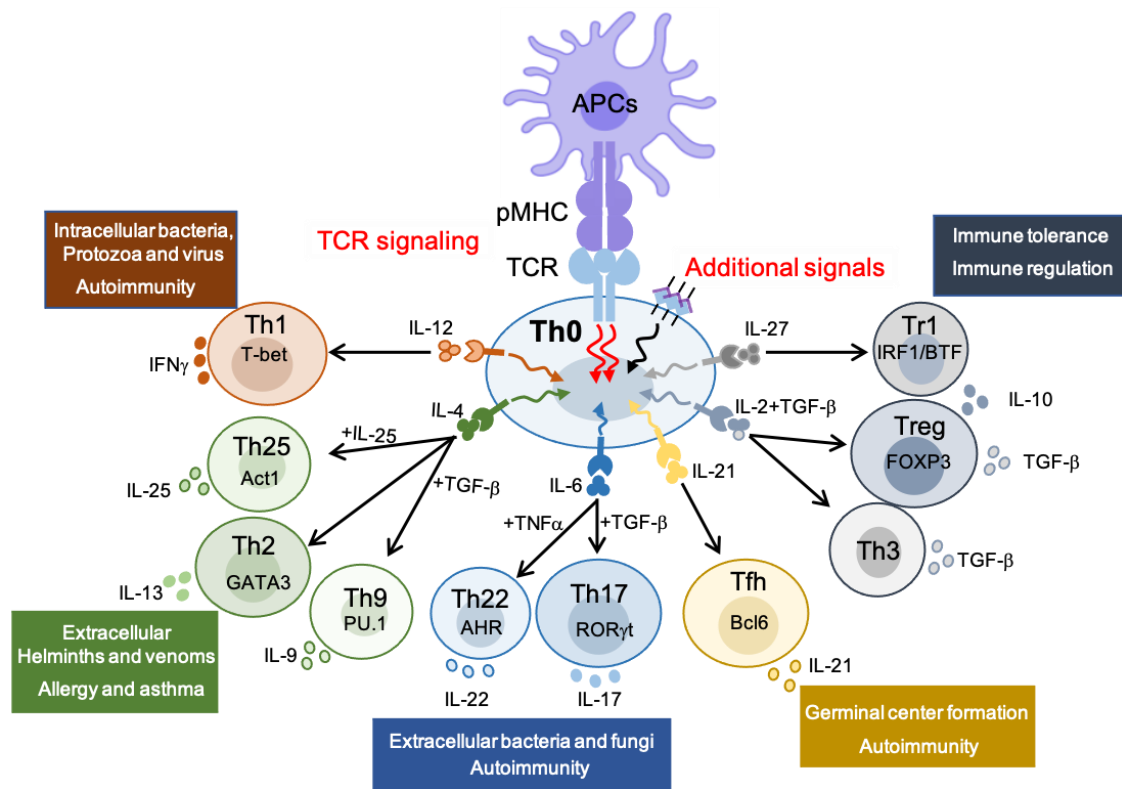 APCs
pMHC
TCR signaling
TCR
Additional signals
Intracellular bacteria,
Protozoa and virus
Autoimmunity
Immune tolerance
Immune regulation
Th0
Th1
T-bet
IFNγ
IL-12
IL-27
Tr1
IRF1/BTF
IL-10
IL-4
+IL-25
Th25
Act1
IL-25
+TGF-β
IL-2+TGF-β
Treg
FOXP3
TGF-β
IL-6
IL-21
+TNFα
+TGF-β
Th3
TGF-β
Th2
GATA3
IL-13
Th9
PU.1
IL-9
Th22
AHR
IL-22
Th17
RORγt
IL-17
Tfh
Bcl6
IL-21
Extracellular
Helminths and venoms
Allergy and asthma
Extracellular bacteria and fungi
Autoimmunity
Germinal center formation
Autoimmunity